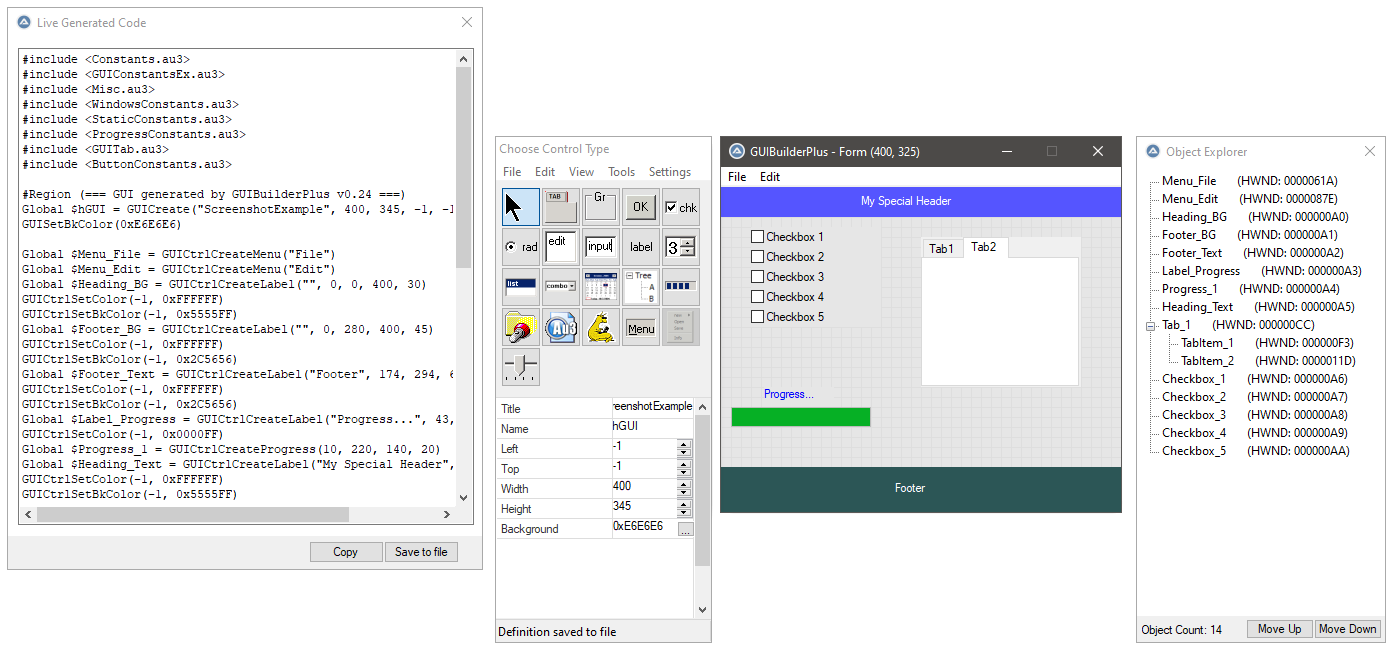 Live Generated Code
#include <Constants.au3>
#include <GUIConstantsEx.au3>
#include <Misc.au3>
#include <WindowsConstants.au3>
#include <StaticConstants.au3>
#include <ProgressConstants.au3>
#include <GUITab.au3>
#include <ButtonConstants.au3>
#Region (=== GUI generated by GUIBuilderPlus v0.24 ===)
Global $hGUI = GUICreate("ScreenshotExample", 400, 345, -1, -1
GUISetBkColor(0xE6E6E6)
Global $Menu_File = GUICtrlCreateMenu("File")
Global $Menu_Edit = GUICtrlCreateMenu("Edit")
Global $Heading_BG = GUICtrlCreateLabel("", 0, 0, 400, 30)
GUICtrlSetColor(-1, 0xFFFFFF)
GUICtrlSetBkColor(-1, 0x5555FF)
Global $Footer_BG = GUICtrlCreateLabel("", 0, 280, 400, 45)
GUICtrlSetColor(-1, 0xFFFFFF)
GUICtrlSetBkColor(-1, 0x2C5656)
Global $Footer_Text = GUICtrlCreateLabel("Footer", 174, 294, 6
GUICtrlSetColor(-1, 0xFFFFFF)
GUICtrlSetBkColor(-1, 0x2C5656)
Global $Label_Progress = GUICtrlCreateLabel("Progress...", 43,
GUICtrlSetColor(-1, 0x0000FF)
Global $Progress_1 = GUICtrlCreateProgress(10, 220, 140, 20)
Global $Heading_Text = GUICtrlCreateLabel("My Special Header",
GUICtrlSetColor(-1, 0xFFFFFF)
GUICtrlSetBkColor(-1, 0x5555FF)
Copy Save to file
Choose Control Type
File Edit View Tools Settings
TAB Gr OK chk
rad edit input label 3
list combo Tree A B
Au3 Menu
Title reenshotExample
Name hGUI
Left -1
Top -1
Width 400
Height 345
Background 0xE6E6E6 ...
Definition saved to file
GUIBuilderPlus - Form (400, 325)
File Edit
My Special Header
Checkbox 1
Checkbox 2
Checkbox 3
Checkbox 4
Checkbox 5
Tab1 Tab2
Progress...
Footer
Object Explorer
Menu_File (HWND: 0000061A)
Menu_Edit (HWND: 0000087E)
Heading_BG (HWND: 000000A0)
Footer_BG (HWND: 000000A1)
Footer_Text (HWND: 000000A2)
Label_Progress (HWND: 000000A3)
Progress_1 (HWND: 000000A4)
Heading_Text (HWND: 000000A5)
Tab_1 (HWND: 000000CC)
TabItem_1 (HWND: 000000F3)
TabItem_2 (HWND: 0000011D)
Checkbox_1 (HWND: 000000A6)
Checkbox_2 (HWND: 000000A7)
Checkbox_3 (HWND: 000000A8)
Checkbox_4 (HWND: 000000A9)
Checkbox_5 (HWND: 000000AA)
Object Count: 14 Move Up Move Down